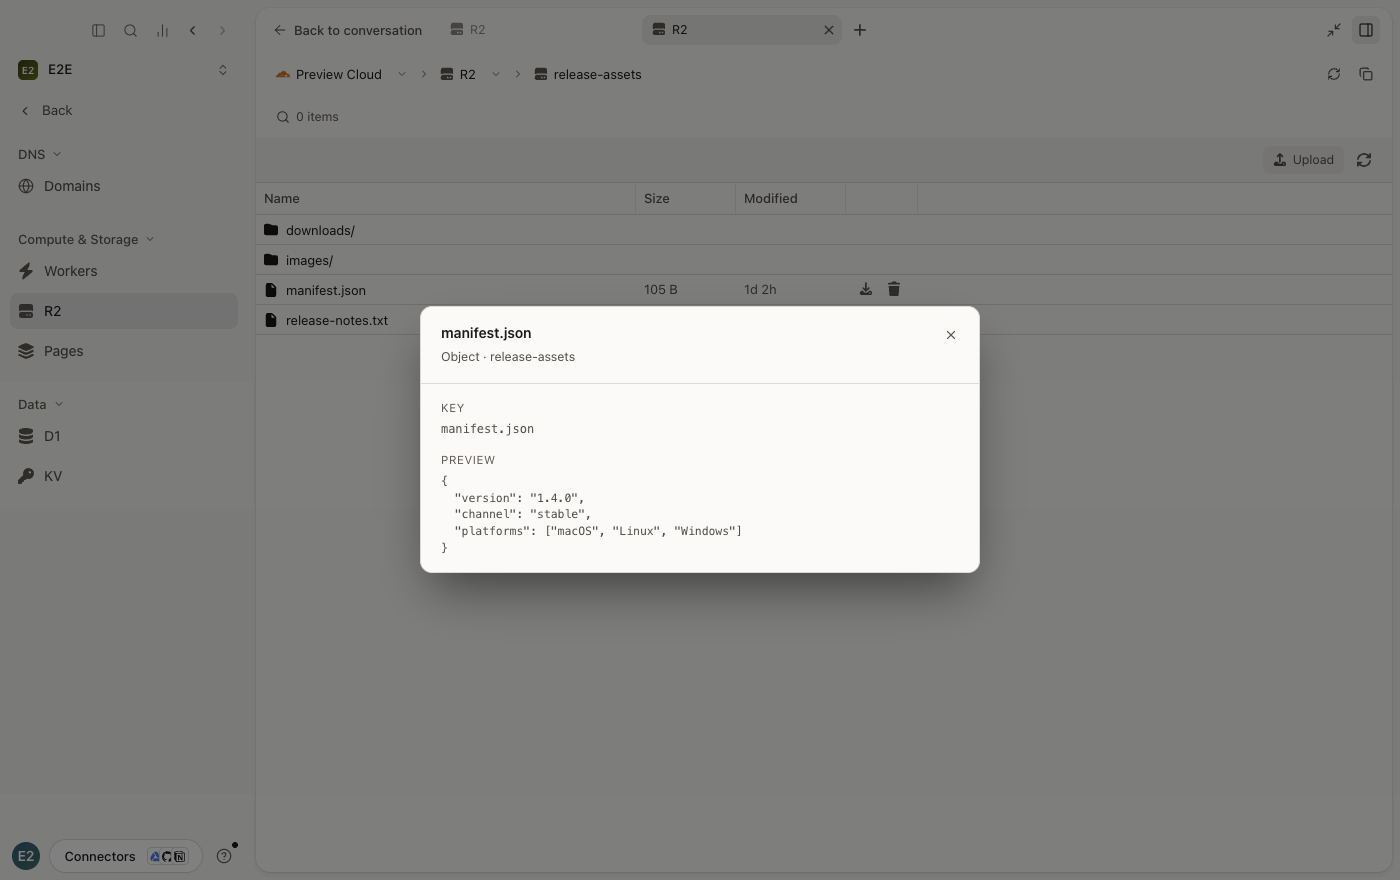 Back to conversation
R2
R2
E2
E2E
Preview Cloud
R2
release-assets
Back
0 items
DNS
Upload
Domains
Name
Size
Modified
downloads/
Compute & Storage
images/
Workers
manifest.json
105 B
1d 2h
R2
release-notes.txt
manifest.json
Pages
Object · release-assets
Data
KEY
D1
manifest.json
PREVIEW
KV
{
"version": "1.4.0",
"channel": "stable",
"platforms": ["macOS", "Linux", "Windows"]
}
E2
Connectors